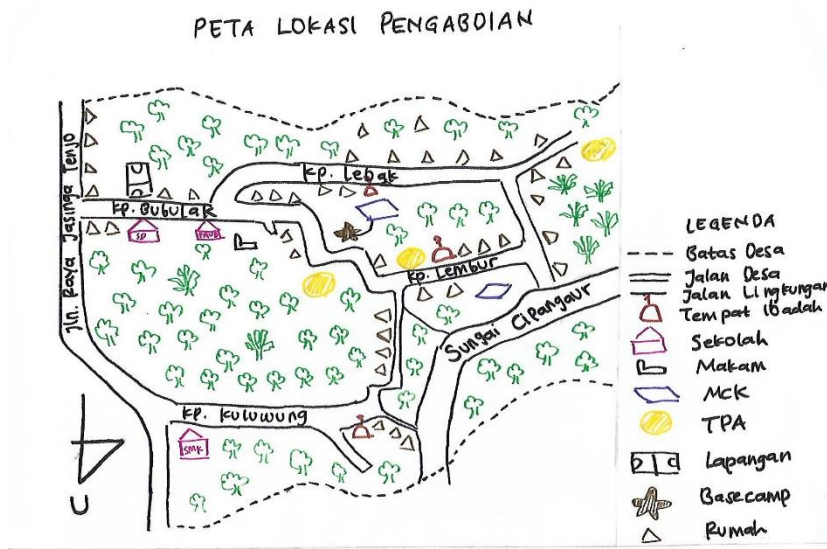 PETA LOKASI PENGABDIAN
Jln. Raya Jasinga Tenjo
Kp. Lebak
Kp. Bubulak
SD
PAUD
Kp. Lembur
Sungai Cipangaur
Kp. Kuluwung
SMK
U
LEGENDA
Batas Desa
Jalan Desa
Jalan Lingkungan
Tempat Ibadah
Sekolah
Makam
MCK
TPA
Lapangan
Basecamp
Rumah